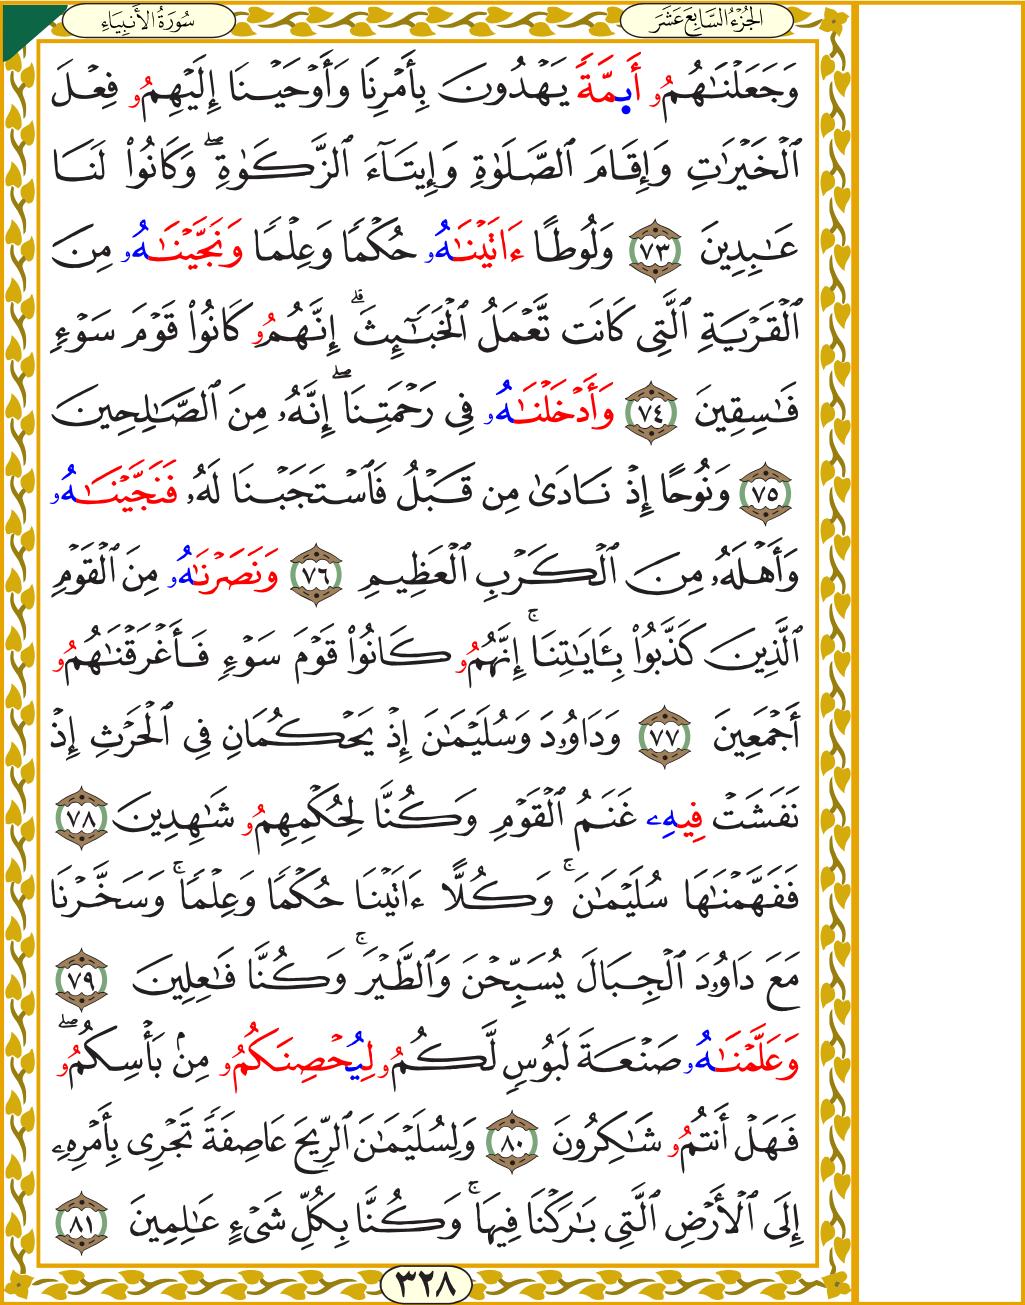 الجُزْءُ السَّابِعَ عَشَرَ
سُورَةُ الأَنبِيَاءِ
وَجَعَلْنَٰهُمُۥ أَىِٕمَّةً يَهْدُونَ بِأَمْرِنَا وَأَوْحَيْنَا إِلَيْهِمُۥ فِعْلَ
ٱلْخَيْرَٰتِ وَإِقَامَ ٱلصَّلَوٰةِ وَإِيتَآءَ ٱلزَّكَوٰةِۖ وَكَانُوا۟ لَنَا
عَٰبِدِينَ ٧٣ وَلُوطًا ءَاتَيْنَٰهُۥ حُكْمًا وَعِلْمًا وَنَجَّيْنَٰهُۥ مِنَ
ٱلْقَرْيَةِ ٱلَّتِى كَانَت تَّعْمَلُ ٱلْخَبَٰٓئِثَۗ إِنَّهُمُۥ كَانُوا۟ قَوْمَ سَوْءٍ
فَٰسِقِينَ ٧٤ وَأَدْخَلْنَٰهُۥ فِى رَحْمَتِنَاۖ إِنَّهُۥ مِنَ ٱلصَّٰلِحِينَ
٧٥ وَنُوحًا إِذْ نَادَىٰ مِن قَبْلُ فَٱسْتَجَبْنَا لَهُۥ فَنَجَّيْنَٰهُۥ
وَأَهْلَهُۥ مِنَ ٱلْكَرْبِ ٱلْعَظِيمِ ٧٦ وَنَصَرْنَٰهُۥ مِنَ ٱلْقَوْمِ
ٱلَّذِينَ كَذَّبُوا۟ بِـَٔايَٰتِنَاۚ إِنَّهُمُۥ كَانُوا۟ قَوْمَ سَوْءٍ فَأَغْرَقْنَٰهُمُۥ
أَجْمَعِينَ ٧٧ وَدَاوُۥدَ وَسُلَيْمَٰنَ إِذْ يَحْكُمَانِ فِى ٱلْحَرْثِ إِذْ
نَفَشَتْ فِيهِۦ غَنَمُ ٱلْقَوْمِ وَكُنَّا لِحُكْمِهِمُۥ شَٰهِدِينَ ٧٨
فَفَهَّمْنَٰهَا سُلَيْمَٰنَۚ وَكُلًّا ءَاتَيْنَا حُكْمًا وَعِلْمًاۚ وَسَخَّرْنَا
مَعَ دَاوُۥدَ ٱلْجِبَالَ يُسَبِّحْنَ وَٱلطَّيْرَۚ وَكُنَّا فَٰعِلِينَ ٧٩
وَعَلَّمْنَٰهُۥ صَنْعَةَ لَبُوسٍ لَّكُمُۥ لِيُحْصِنَكُمُۥ مِنۢ بَأْسِكُمُۥۖ
فَهَلْ أَنتُمُۥ شَٰكِرُونَ ٨٠ وَلِسُلَيْمَٰنَ ٱلرِّيحَ عَاصِفَةً تَجْرِى بِأَمْرِهِۦٓ
إِلَى ٱلْأَرْضِ ٱلَّتِى بَٰرَكْنَا فِيهَاۚ وَكُنَّا بِكُلِّ شَىْءٍ عَٰلِمِينَ ٨١
٣٢٨